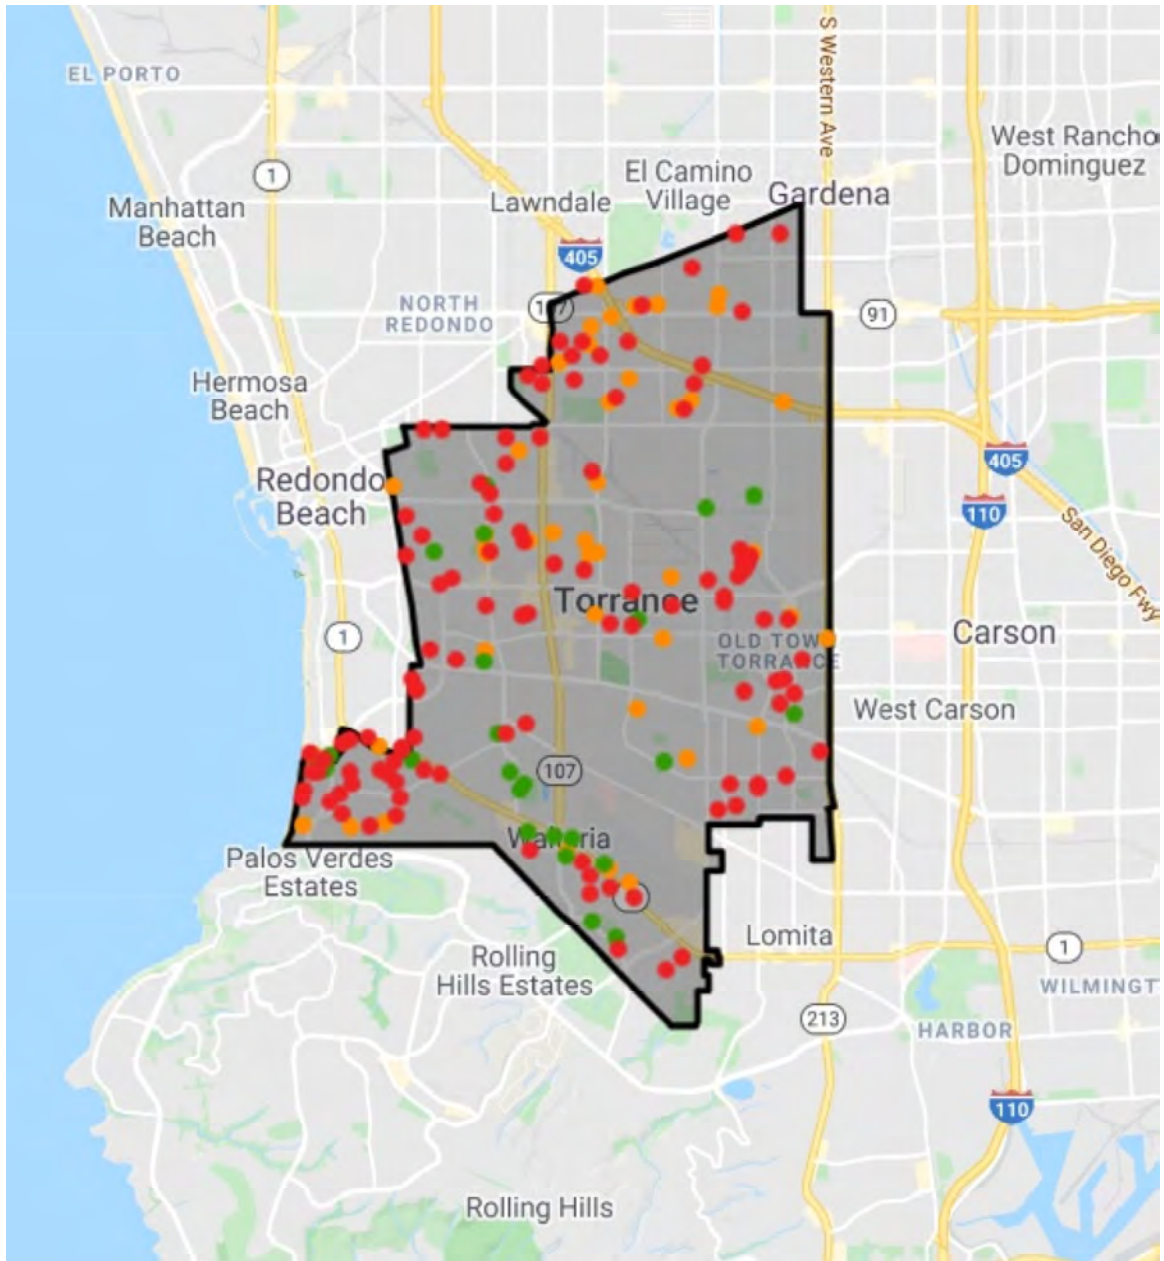 EL PORTO
S Western Ave
West Rancho
Dominguez
El Camino
Village
1
Lawndale
Gardena
Manhattan
Beach
405
NORTH
REDONDO
91
Hermosa
Beach
405
Redondo
Beach
110
San Diego Fwy
Torrance
1
Carson
OLD TOW
TORRANCE
West Carson
107
Palos Verdes
Estates
Lomita
1
Rolling
Hills Estates
WILMINGT
213
HARBOR
110
Rolling Hills